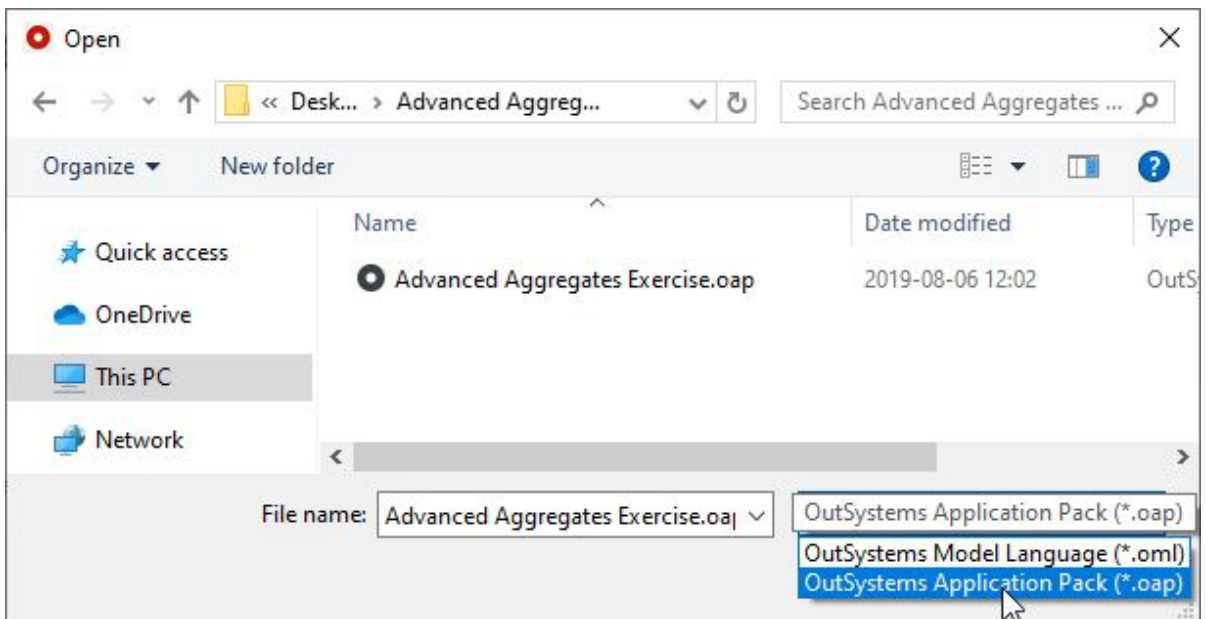 Open
« Desk... > Advanced Aggreg...
Search Advanced Aggregates ...
Organize
New folder
Name
Date modified
Type
Quick access
Advanced Aggregates Exercise.oap
2019-08-06 12:02
OutS
OneDrive
This PC
Network
File name:
Advanced Aggregates Exercise.oa
OutSystems Application Pack (*.oap)
OutSystems Model Language (*.oml)
OutSystems Application Pack (*.oap)